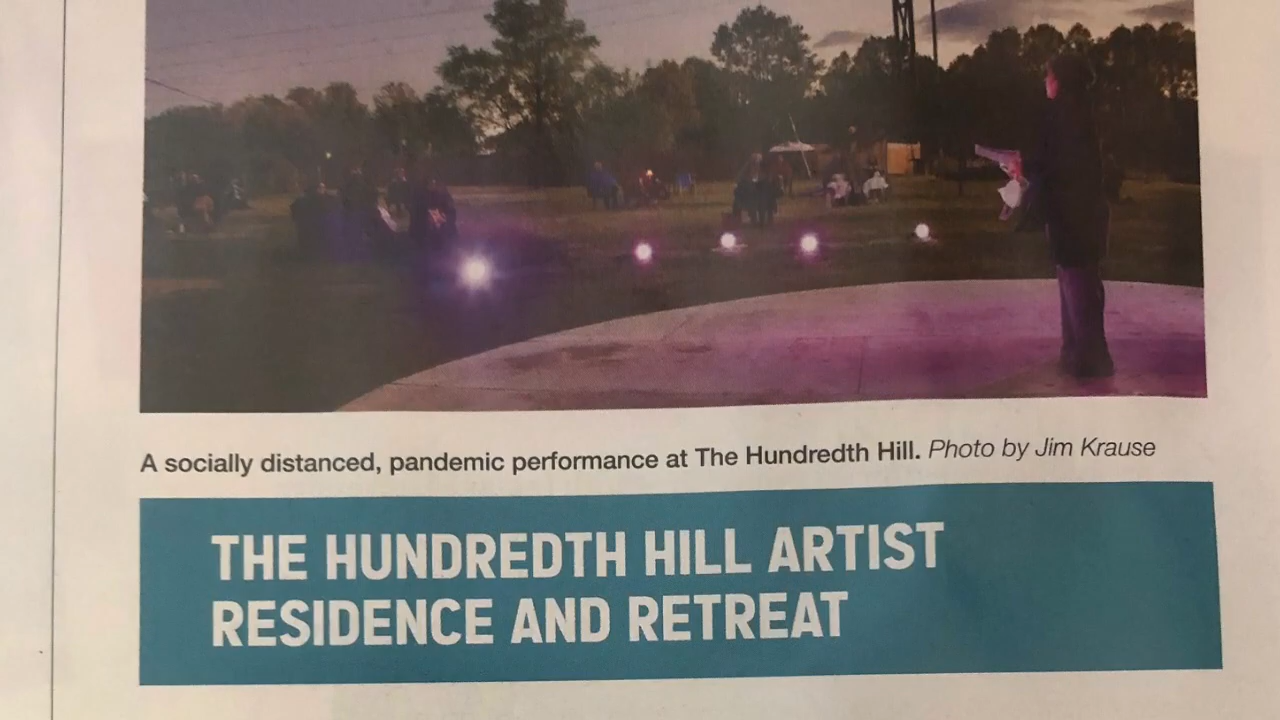 A socially distanced, pandemic performance at The Hundredth Hill. Photo by Jim Krause
THE HUNDREDTH HILL ARTIST
RESIDENCE AND RETREAT